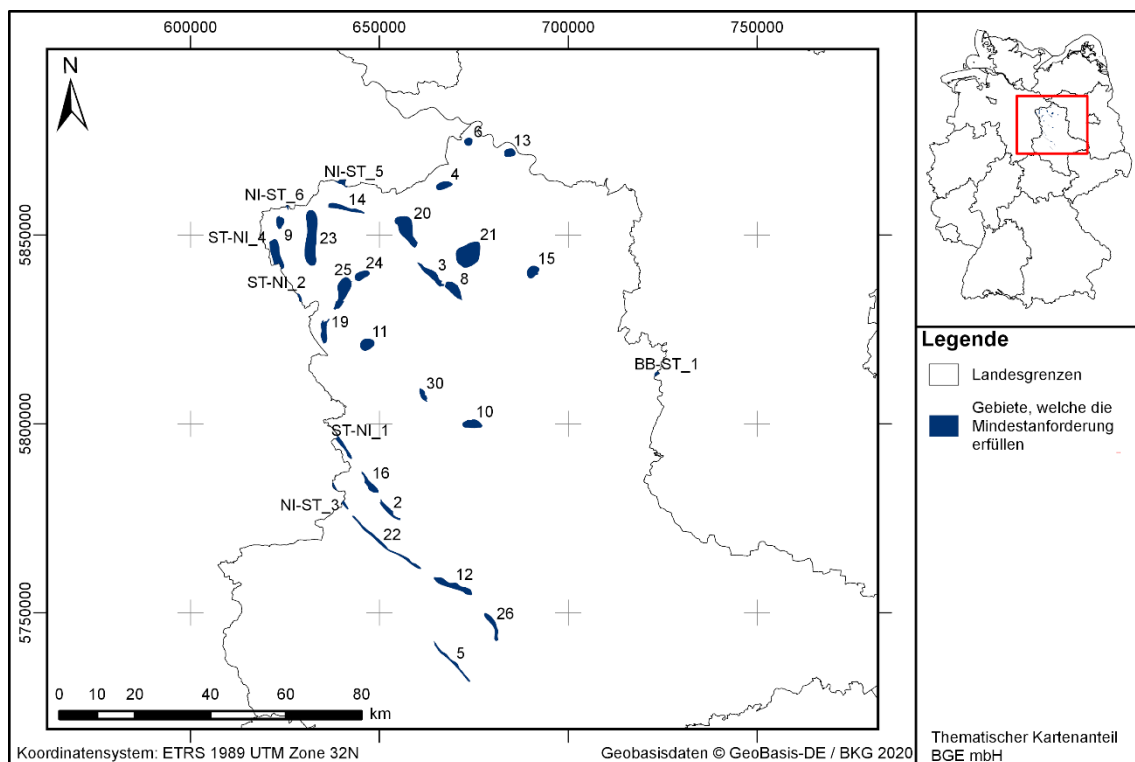 600000
650000
700000
750000
N
6
13
NI-ST_5
4
NI-ST_6
14
20
5850000
ST-NI_4
9
23
21
24
15
ST-NI_2
25
3
8
19
11
BB-ST_1
30
10
5800000
ST-NI_1
16
NI-ST_3
2
22
12
5750000
26
5
0 20 40 60 80
km
Koordinatensystem: ETRS 1989 UTM Zone 32N
Geobasisdaten © GeoBasis-DE / BKG 2020
Legende
Landesgrenzen
Gebiete, welche die
Mindestanforderung
erfüllen
Thematischer Kartenanteil
BGE mbH